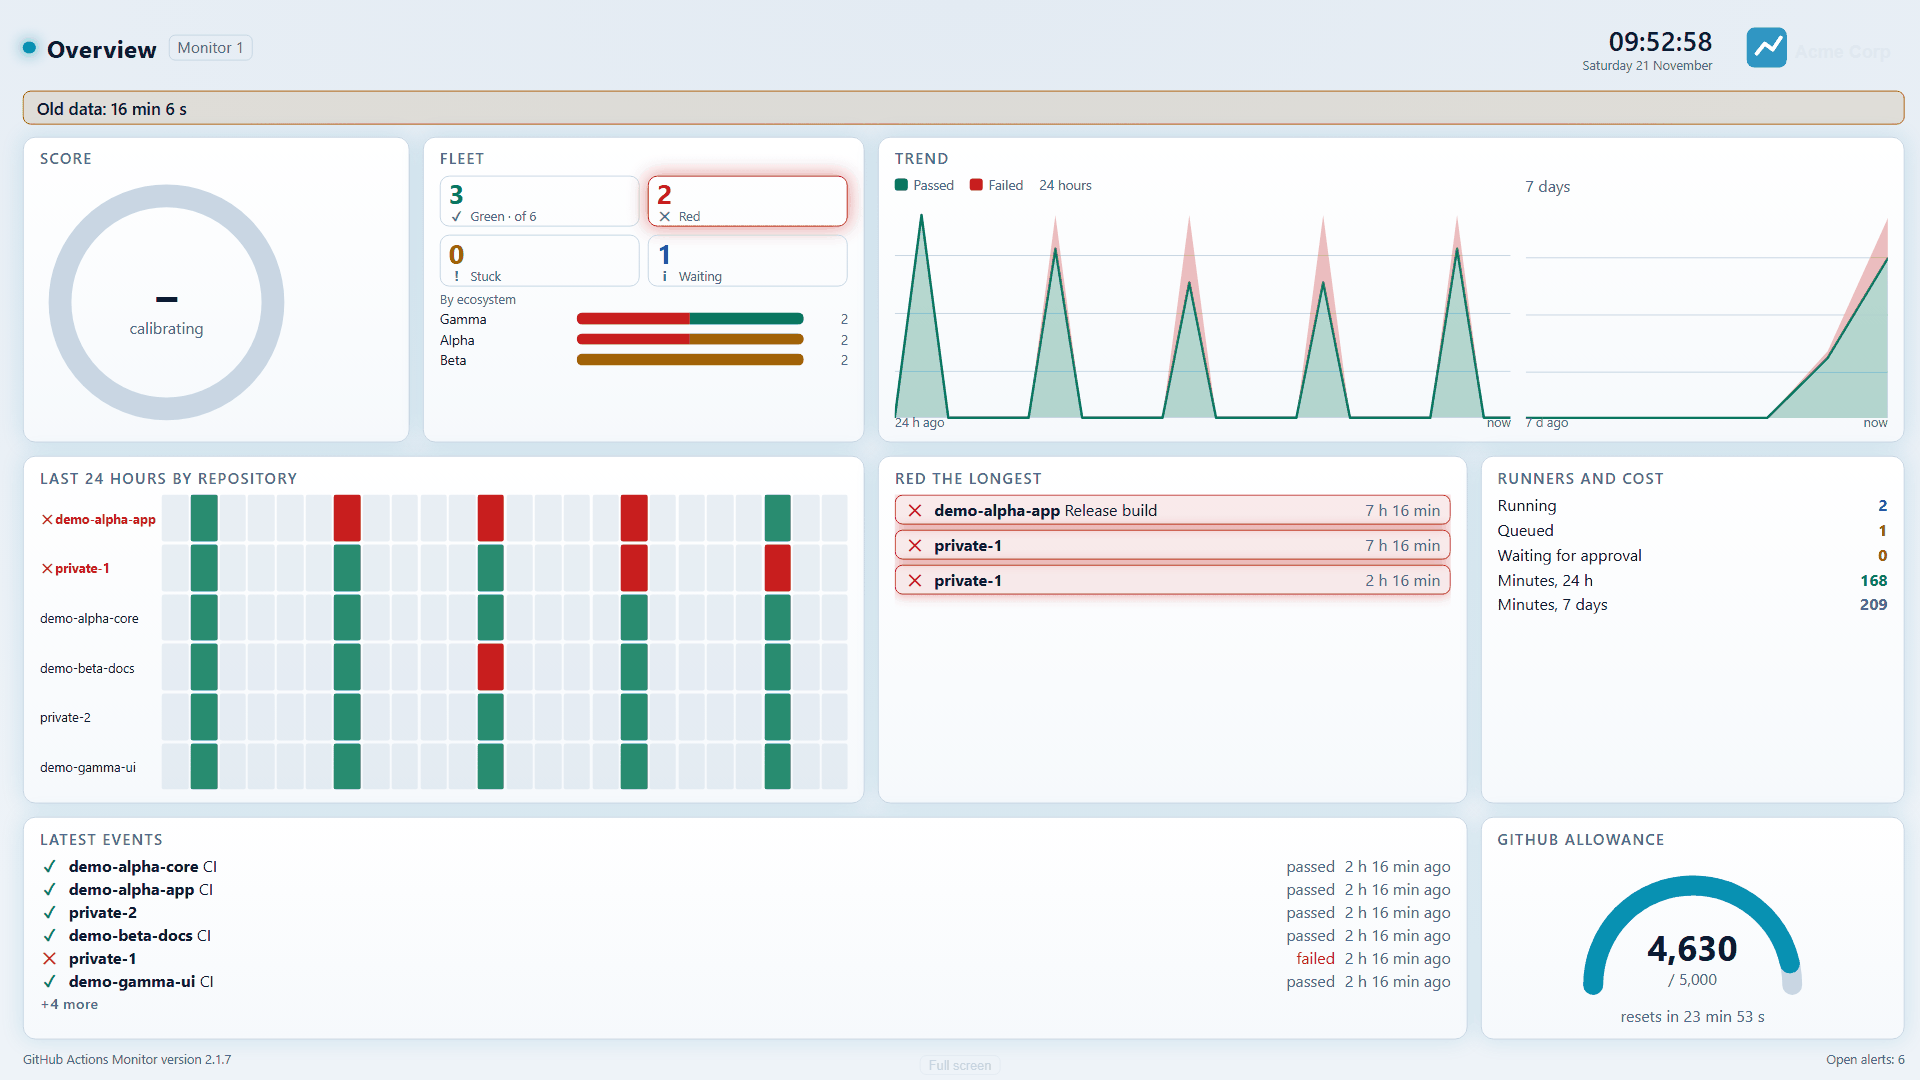 Overview
Monitor 1
09:52:58
Saturday 21 November
Acme Corp
Old data: 16 min 6 s
SCORE
–
calibrating
FLEET
3
Green · of 6
2
Red
0
! Stuck
1
i Waiting
By ecosystem
Gamma 2
Alpha 2
Beta 2
TREND
Passed Failed 24 hours
7 days
24 h ago now
7 d ago now
LAST 24 HOURS BY REPOSITORY
demo-alpha-app
private-1
demo-alpha-core
demo-beta-docs
private-2
demo-gamma-ui
RED THE LONGEST
demo-alpha-app Release build 7 h 16 min
private-1 7 h 16 min
private-1 2 h 16 min
RUNNERS AND COST
Running 2
Queued 1
Waiting for approval 0
Minutes, 24 h 168
Minutes, 7 days 209
LATEST EVENTS
demo-alpha-core CI passed 2 h 16 min ago
demo-alpha-app CI passed 2 h 16 min ago
private-2 passed 2 h 16 min ago
demo-beta-docs CI passed 2 h 16 min ago
private-1 failed 2 h 16 min ago
demo-gamma-ui CI passed 2 h 16 min ago
+4 more
GITHUB ALLOWANCE
4,630
/ 5,000
resets in 23 min 53 s
GitHub Actions Monitor version 2.1.7
Full screen
Open alerts: 6